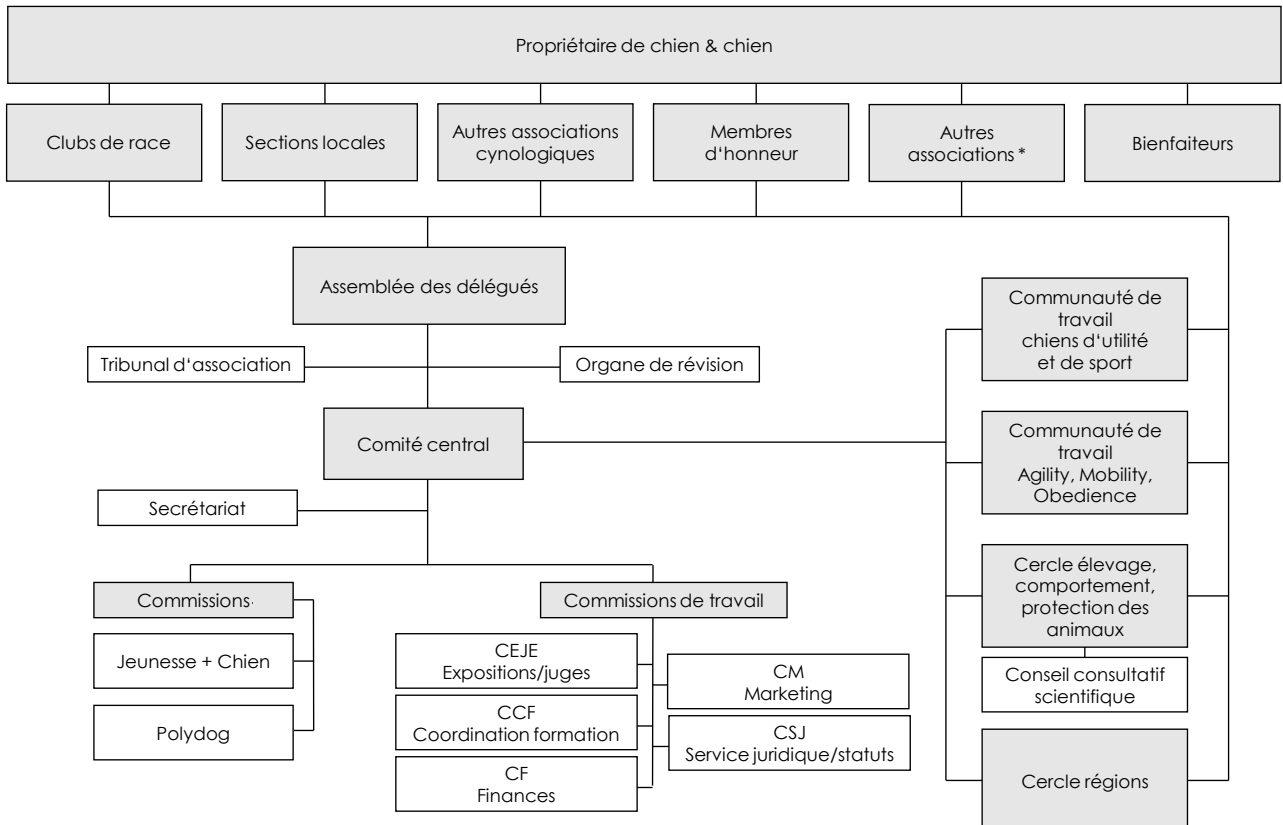 Propriétaire de chien & chien
Clubs de race
Sections locales
Autres associations
cynologiques
Membres
d‘honneur
Autres
associations *
Bienfaiteurs
Assemblée des délégués
Tribunal d‘association
Organe de révision
Comité central
Secrétariat
Commissions
Jeunesse + Chien
Polydog
Commissions de travail
CEJE
Expositions/juges
CCF
Coordination formation
CF
Finances
CM
Marketing
CSJ
Service juridique/statuts
Communauté de
travail
chiens d‘utilité
et de sport
Communauté de
travail
Agility, Mobility,
Obedience
Cercle élevage,
comportement,
protection des
animaux
Conseil consultatif
scientifique
Cercle régions